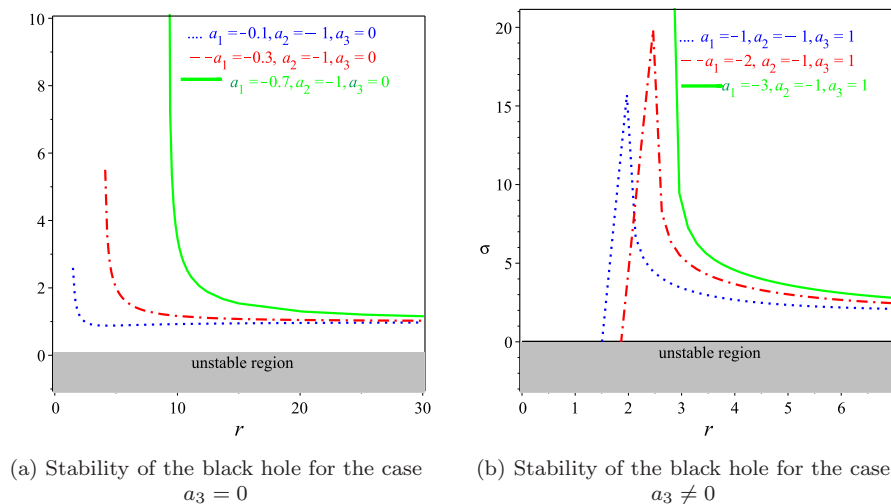 .... a₁ =−0.1,a₂ =− 1 ,a₃ = 0
−·−a₁ =−0.3, a₂ =−1,a₃ = 0
a₁ =−0.7,a₂ =−1,a₃ = 0
10
8
6
4
2
0
unstable region
0 10 20 30
r
(a) Stability of the black hole for the case
a₃ = 0
.... a₁ =−1,a₂ =− 1,a₃ = 1
−·−a₁ =−2, a₂ =−1,a₃ = 1
a₁ =−3,a₂ =−1,a₃ = 1
20
15
10
σ
5
0
unstable region
0 1 2 3 4 5 6
r
(b) Stability of the black hole for the case
a₃ ≠ 0